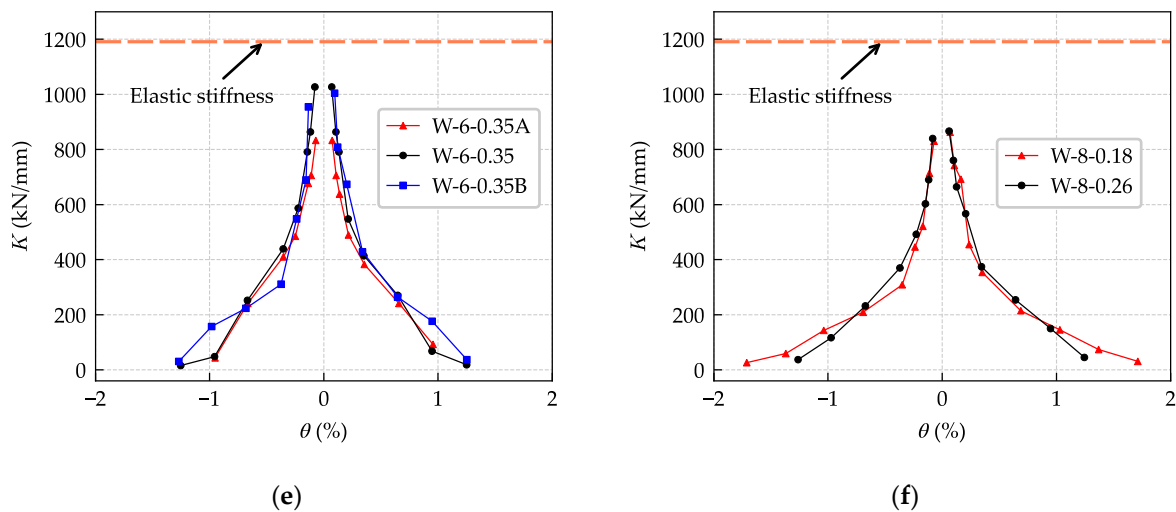 1200
1000
800
600
400
200
0
K (kN/mm)
Elastic stiffness
W-6-0.35A
W-6-0.35
W-6-0.35B
−2
−1
0
1
2
θ (%)
(e)
1200
1000
800
600
400
200
0
K (kN/mm)
Elastic stiffness
W-8-0.18
W-8-0.26
−2
−1
0
1
2
θ (%)
(f)